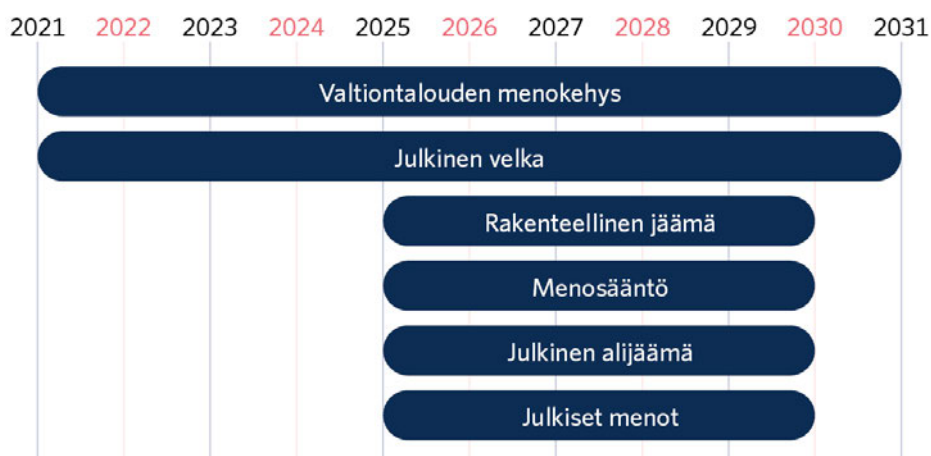 2021 2022 2023 2024 2025 2026 2027 2028 2029 2030 2031
Valtiontalouden menokehys
Julkinen velka
Rakenteellinen jäämä
Menosääntö
Julkinen alijäämä
Julkiset menot